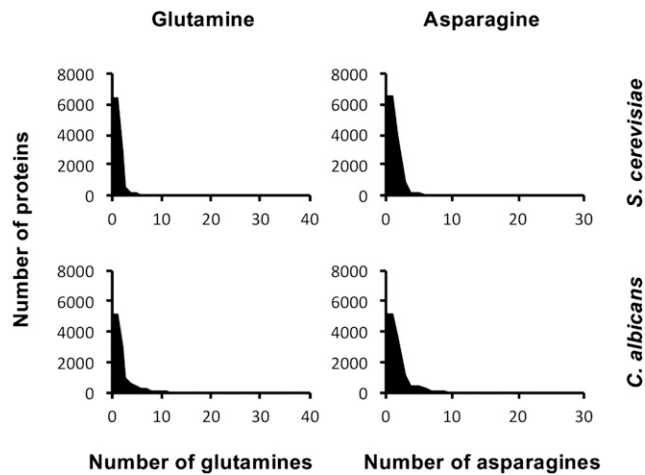 Glutamine
Asparagine
Number of proteins
8000
6000
4000
2000
0
0 10 20 30 40
8000
6000
4000
2000
0
0 10 20 30
S. cerevisiae
8000
6000
4000
2000
0
0 10 20 30 40
8000
6000
4000
2000
0
0 10 20 30
C. albicans
Number of glutamines
Number of asparagines